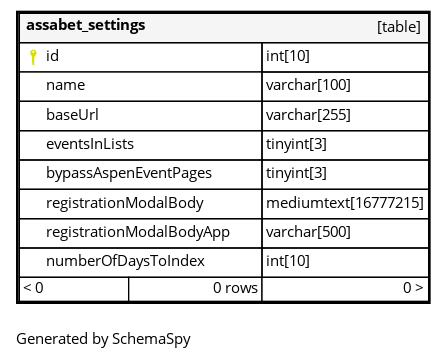 assabet_settings [table]
id int[10]
name varchar[100]
baseUrl varchar[255]
eventsInLists tinyint[3]
bypassAspenEventPages tinyint[3]
registrationModalBody mediumtext[16777215]
registrationModalBodyApp varchar[500]
numberOfDaysToIndex int[10]
< 0 0 rows 0 >
Generated by SchemaSpy